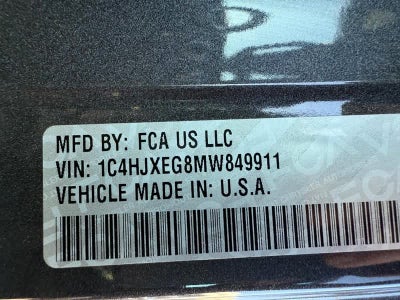 MFD BY: FCA US LLC
VIN: 1C4HJXEG8MW849911
VEHICLE MADE IN: U.S.A.